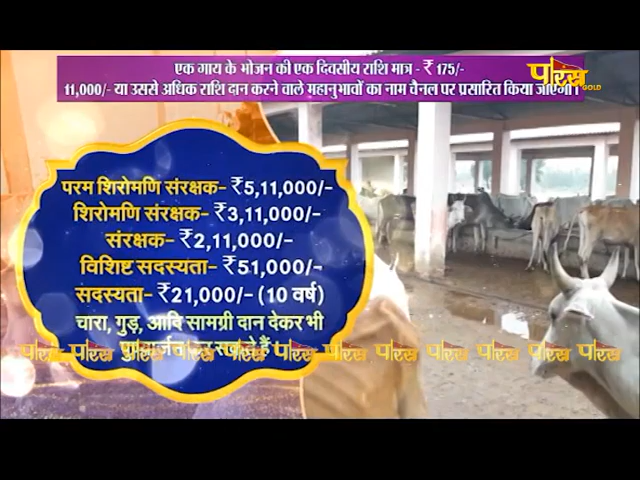 एक गाय के भोजन की एक दिवसीय राशि मात्र - ₹ 175/-
11,000/- या उससे अधिक राशि दान करने वाले महानुभावों का नाम चैनल पर प्रसारित किया जाएगा।
पारस
GOLD
परम शिरोमणि संरक्षक- ₹5,11,000/-
शिरोमणि संरक्षक- ₹3,11,000/-
संरक्षक- ₹2,11,000/-
विशिष्ट सदस्यता- ₹51,000/-
सदस्यता- ₹21,000/- (10 वर्ष)
चारा, गुड़, आदि सामग्री दान देकर भी
पारस पारस पारस पारस पारस पारस पारस पारस पारस